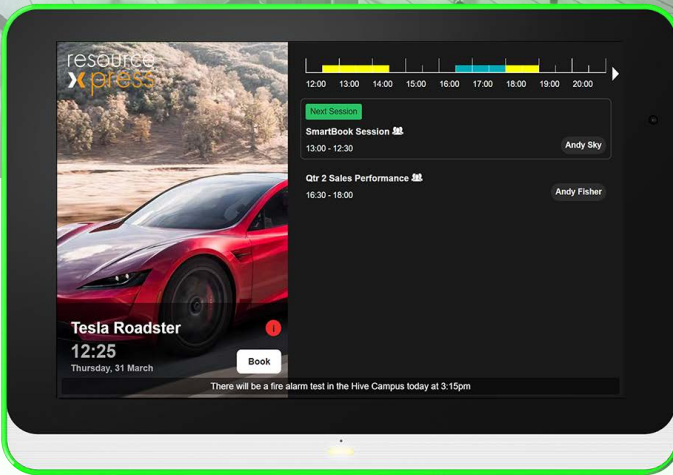 resource
xpress
12:00 13:00 14:00 15:00 16:00 17:00 18:00 19:00 20:00
Next Session
SmartBook Session
13:00 - 12:30
Andy Sky
Qtr 2 Sales Performance
16:30 - 18:00
Andy Fisher
Tesla Roadster
i
12:25
Thursday, 31 March
Book
There will be a fire alarm test in the Hive Campus today at 3:15pm